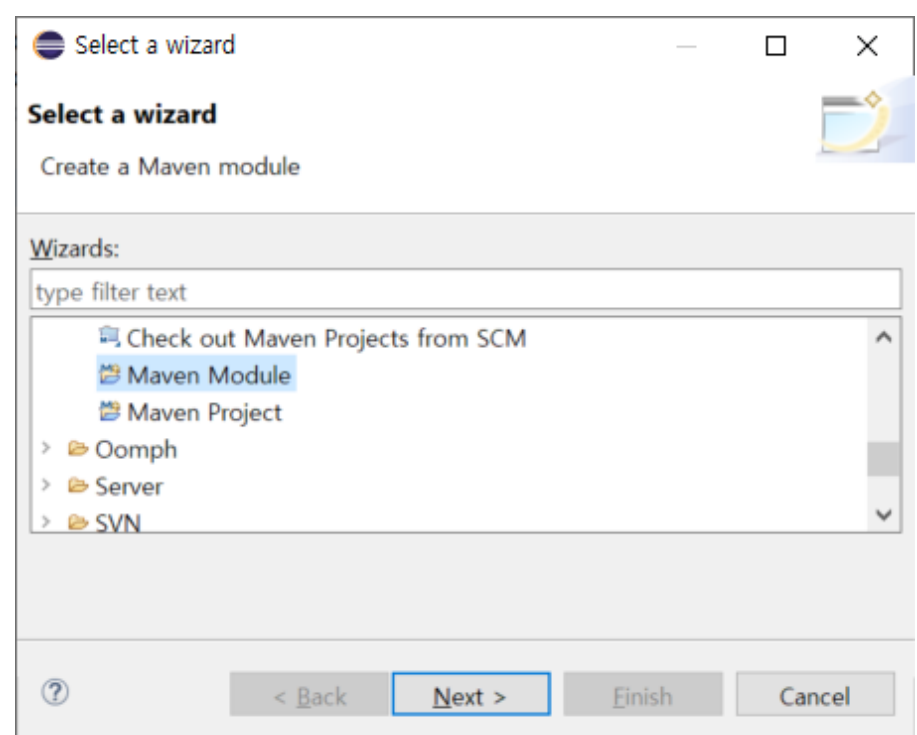 Select a wizard
Select a wizard
Create a Maven module
Wizards:
type filter text
Check out Maven Projects from SCM
Maven Module
Maven Project
Oomph
Server
SVN
< Back Next > Finish Cancel